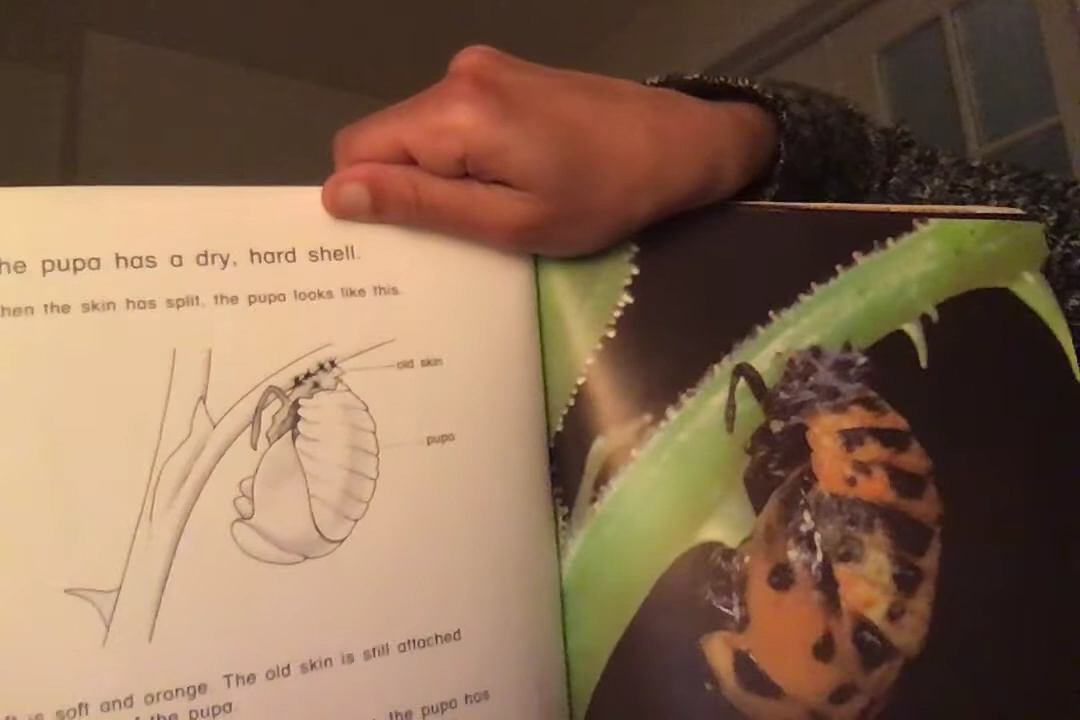 he pupa has a dry, hard shell.
hen the skin has split, the pupa looks like this.
old skin
pupa
is soft and orange. The old skin is still attached
the pupa.
the pupa has